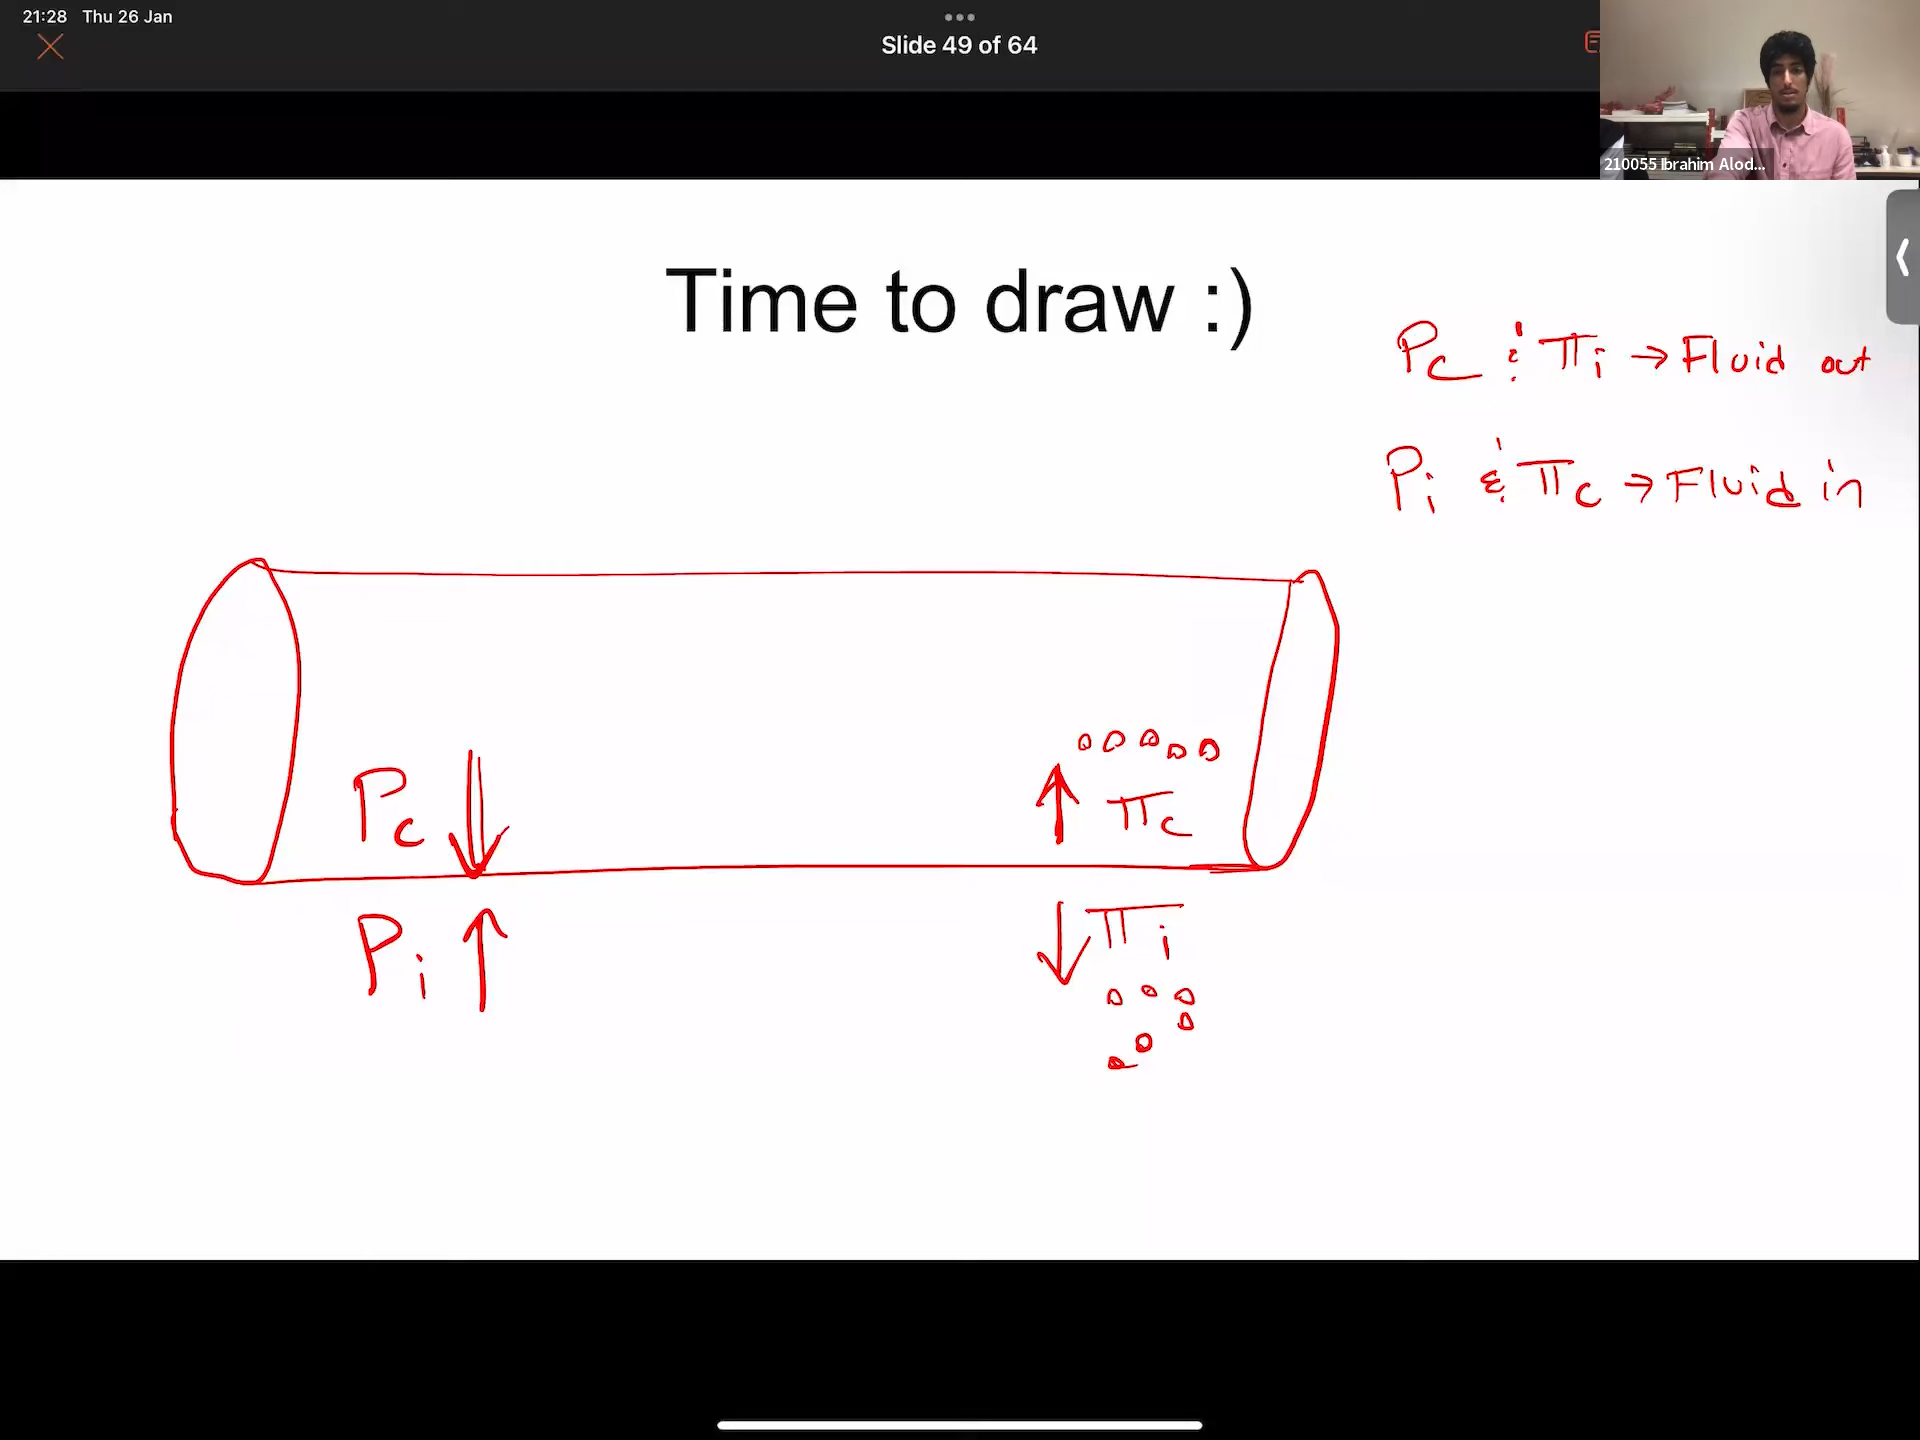 21:28 Thu 26 Jan
Slide 49 of 64
210055 Ibrahim Alod...
Time to draw :)
Pc & πi → Fluid out
Pi & πc → Fluid in
Pc
πc
Pi
πi